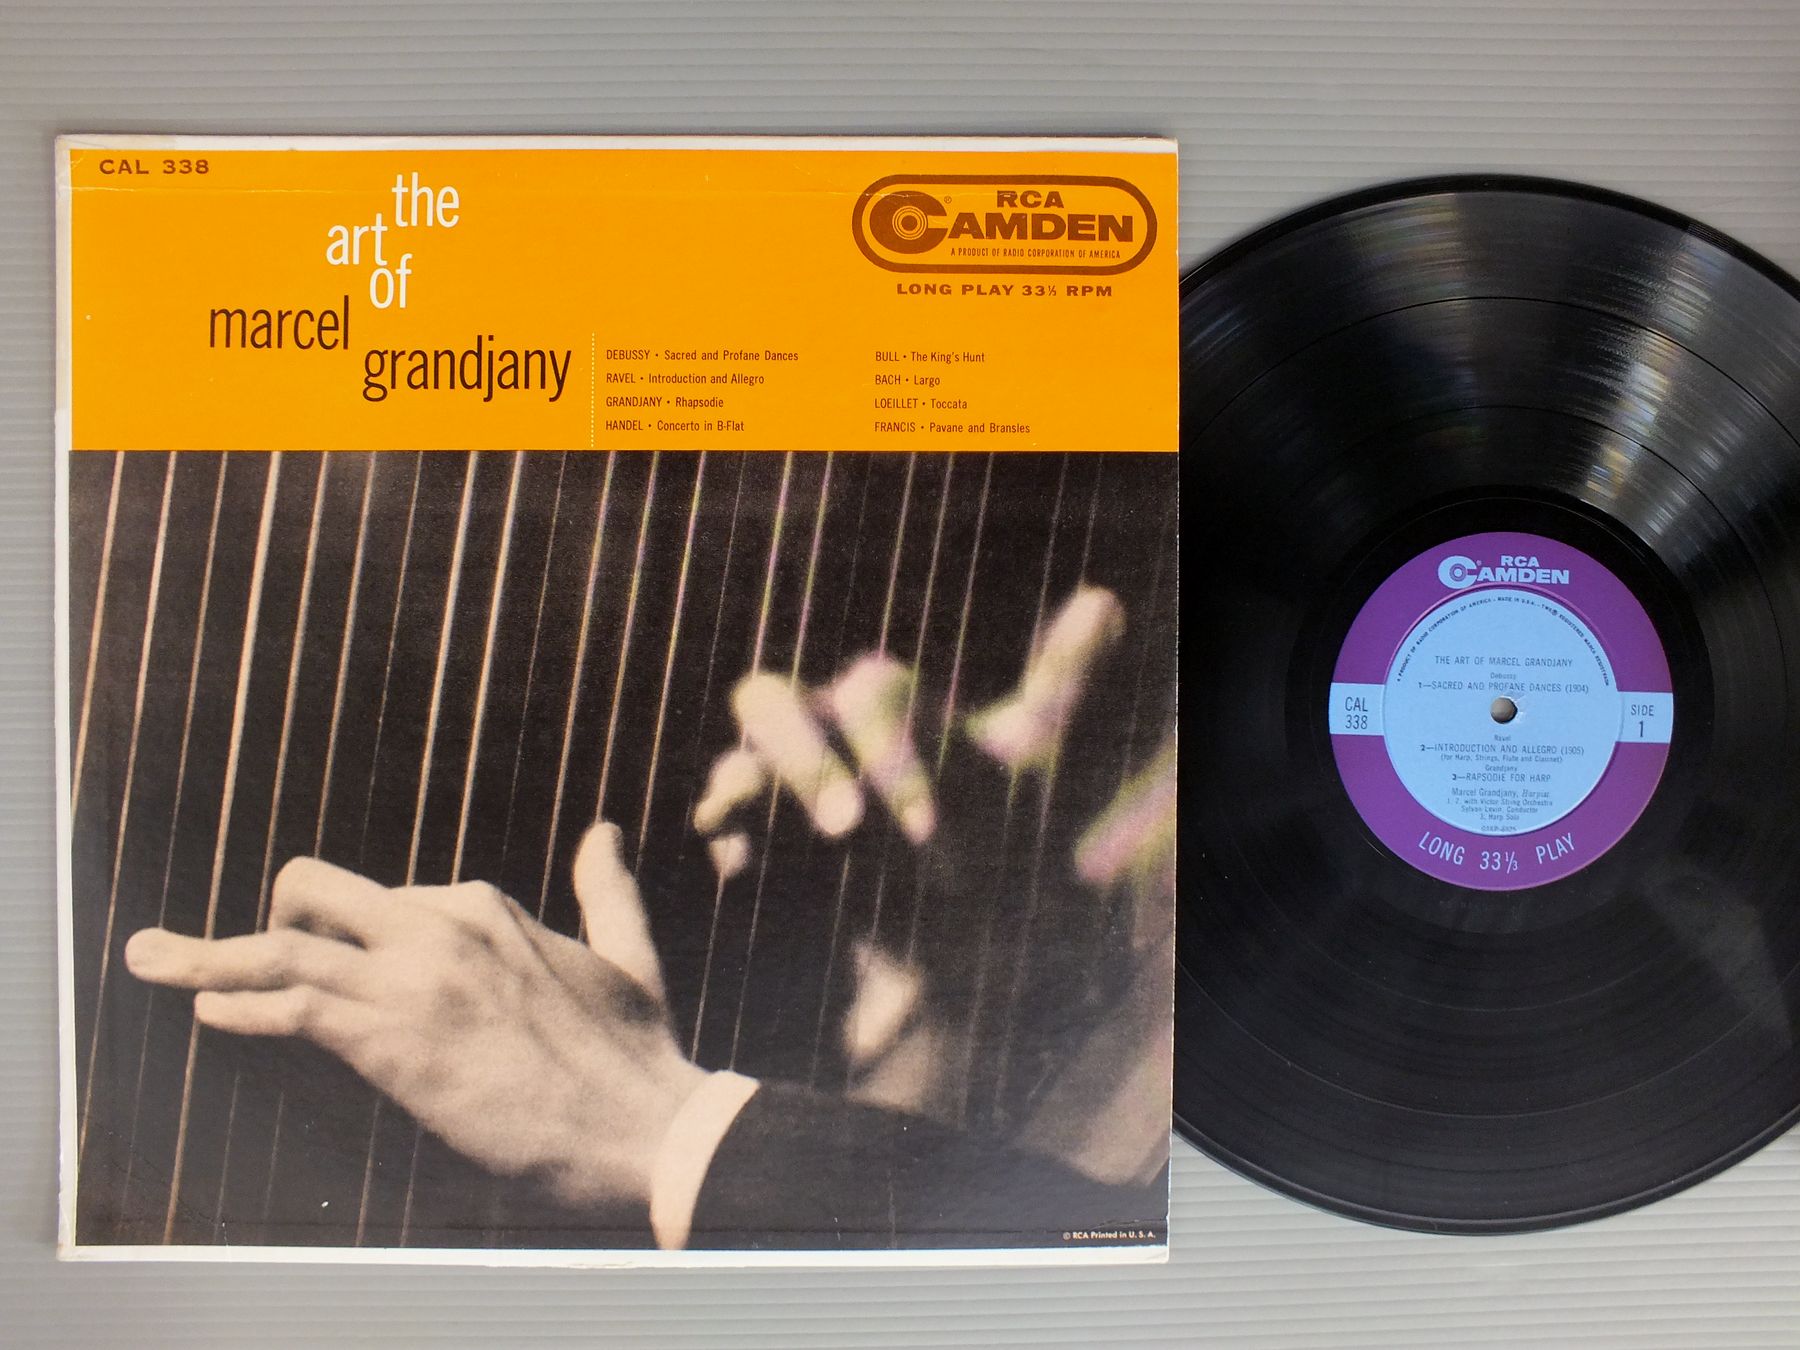 CAL 338
the
art
of
marcel
grandjany
RCA
CAMDEN
®
A PRODUCT OF RADIO CORPORATION OF AMERICA
LONG PLAY 33⅓ RPM
DEBUSSY • Sacred and Profane Dances
RAVEL • Introduction and Allegro
GRANDJANY • Rhapsodie
HANDEL • Concerto in B-Flat
BULL • The King's Hunt
BACH • Largo
LOEILLET • Toccata
FRANCIS • Pavane and Bransles
© RCA Printed in U. S. A.
RCA
CAMDEN
THE ART OF MARCEL GRANDJANY
Debussy
1—SACRED AND PROFANE DANCES (1904)
CAL
338
SIDE
1
Ravel
2—INTRODUCTION AND ALLEGRO (1905)
(for Harp, Strings, Flute and Clarinet)
Grandjany
3—RAPSODIE FOR HARP
Marcel Grandjany, Harpist
1, 2, with Victor String Orchestra
Sylvan Levin, Conductor
3, Harp Solo
LONG 33⅓ PLAY